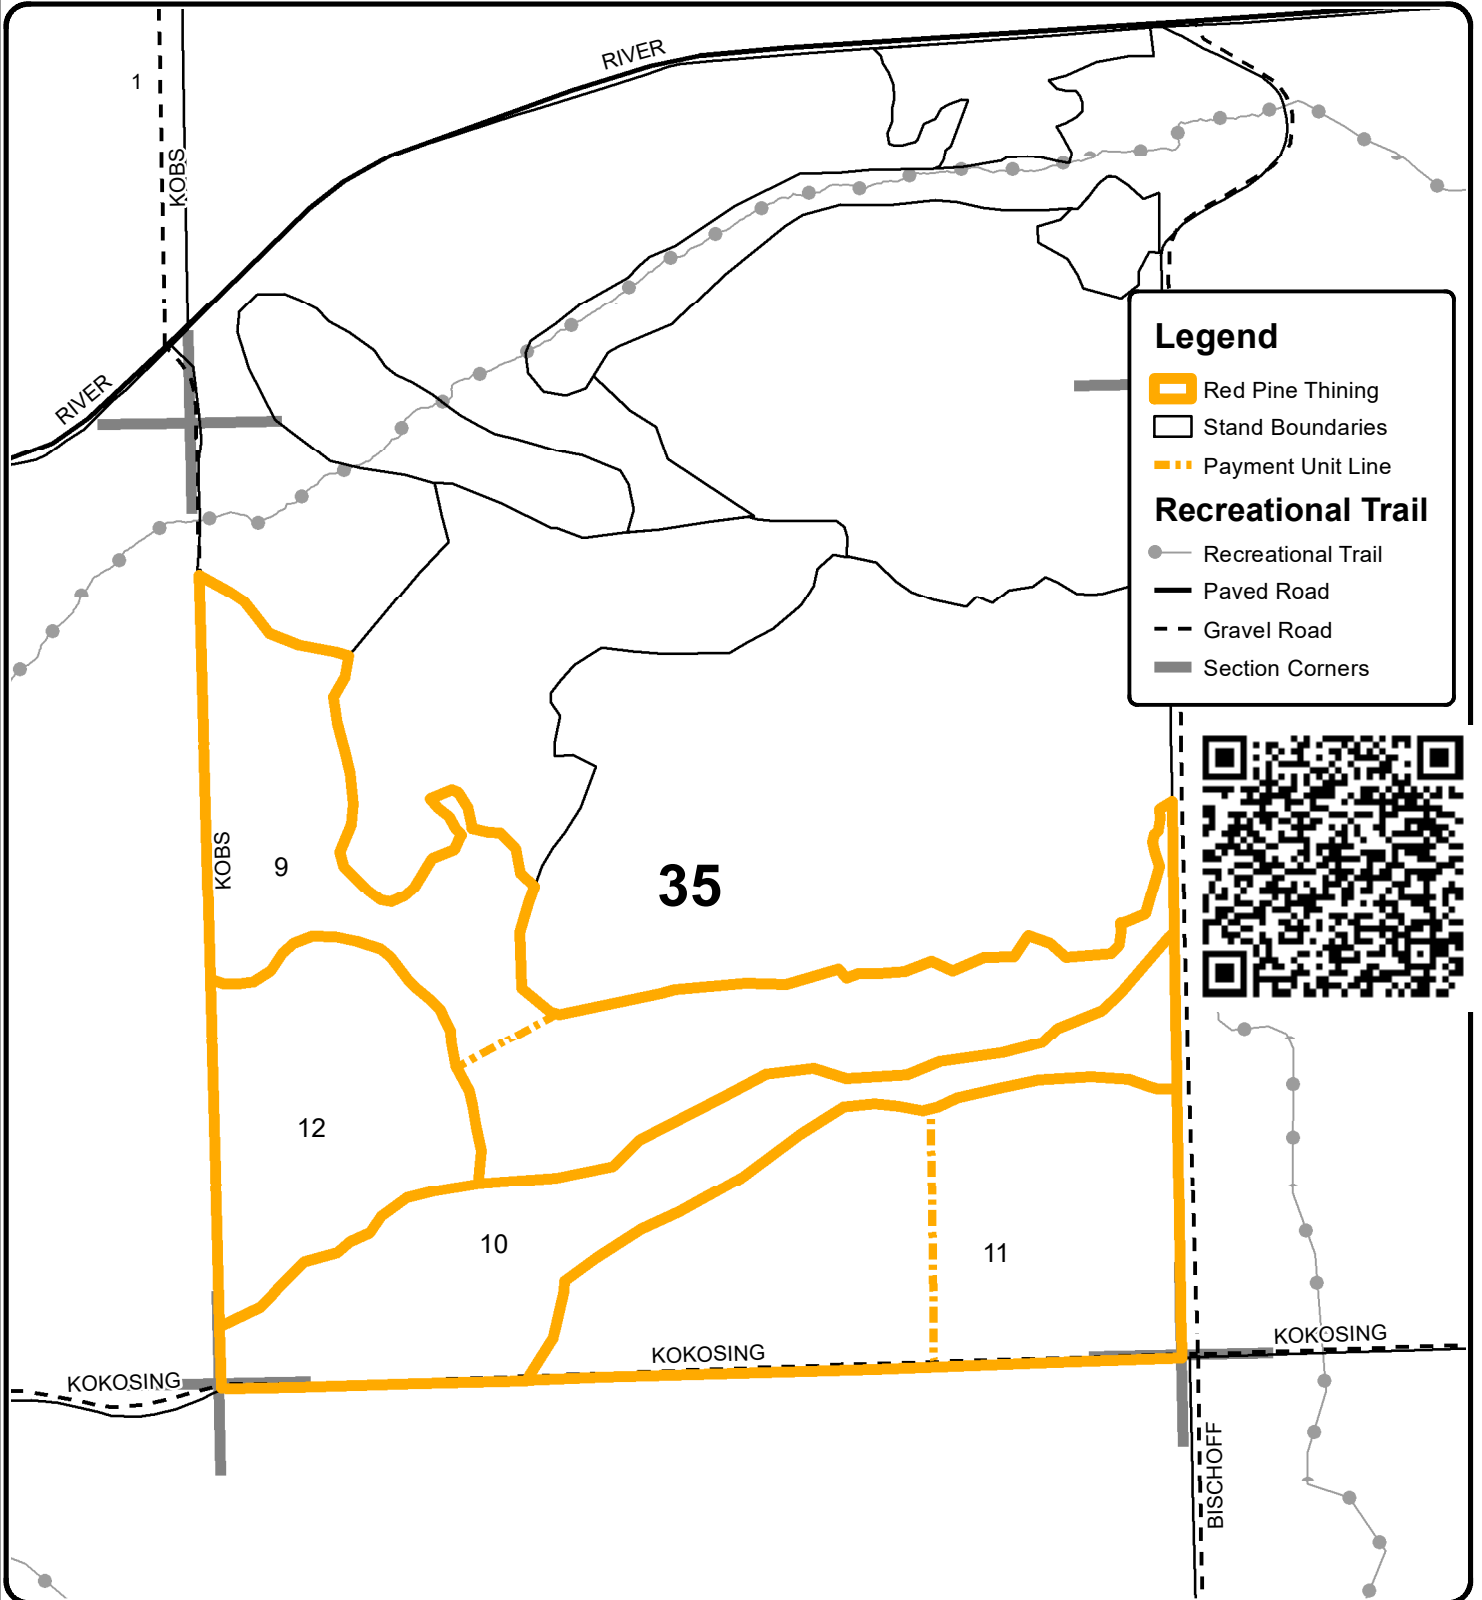 RIVER
1
KOBS
RIVER
Legend
Red Pine Thining
Stand Boundaries
Payment Unit Line
Recreational Trail
Recreational Trail
Paved Road
Gravel Road
Section Corners
KOBS
9
35
12
10
11
KOKOSING
KOKOSING
KOKOSING
BISCHOFF